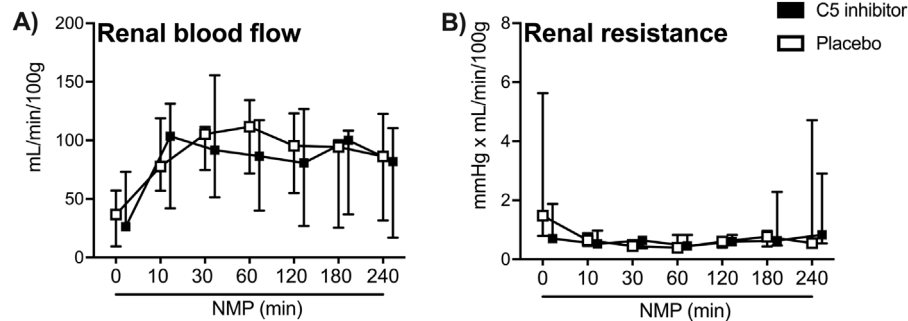 A) Renal blood flow
200
150
100
50
0
mL/min/100g
0 10 30 60 120 180 240
NMP (min)
B) Renal resistance
8
6
4
2
0
mmHg x mL/min/100g
0 10 30 60 120 180 240
NMP (min)
C5 inhibitor
Placebo